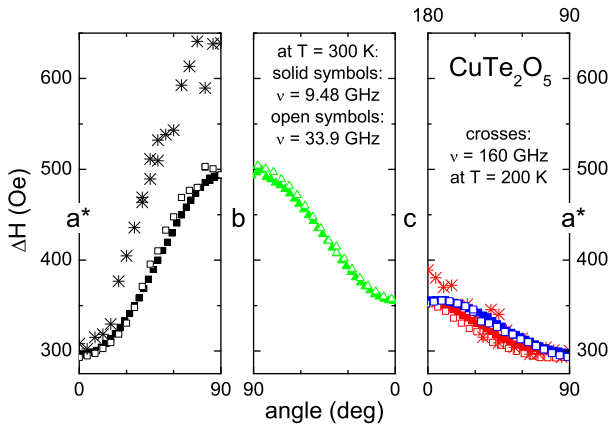 180 90
600
500
400
300
ΔH (Oe)
a*
b
c
a*
at T = 300 K:
solid symbols:
ν = 9.48 GHz
open symbols:
ν = 33.9 GHz
CuTe₂O₅
crosses:
ν = 160 GHz
at T = 200 K
600
500
400
300
0 90 90 0 0 90
angle (deg)